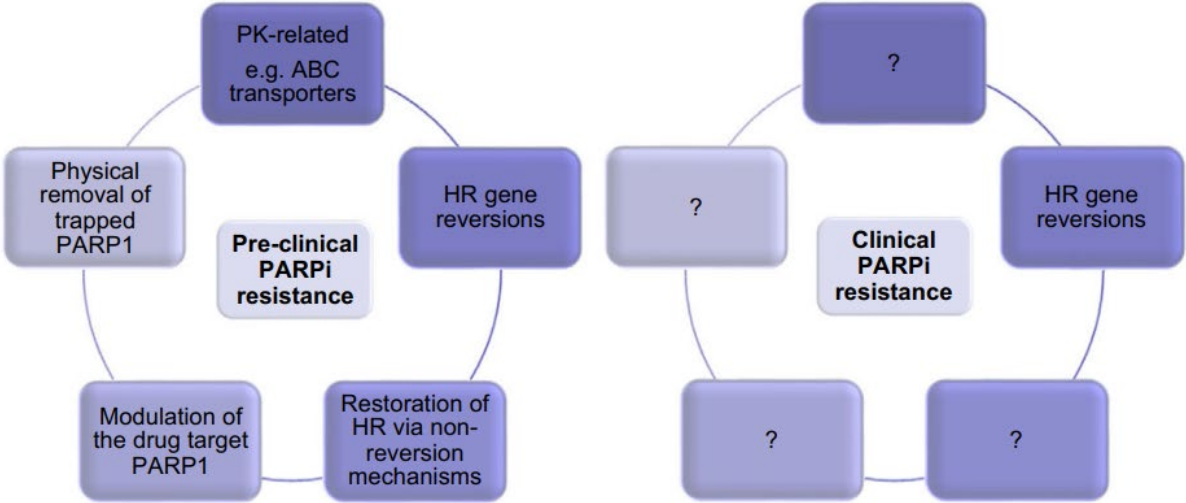 PK-related
e.g. ABC
transporters
HR gene
reversions
Restoration of
HR via non-
reversion
mechanisms
Modulation of
the drug target
PARP1
Physical
removal of
trapped
PARP1
Pre-clinical
PARPi
resistance
?
HR gene
reversions
?
?
?
Clinical
PARPi
resistance